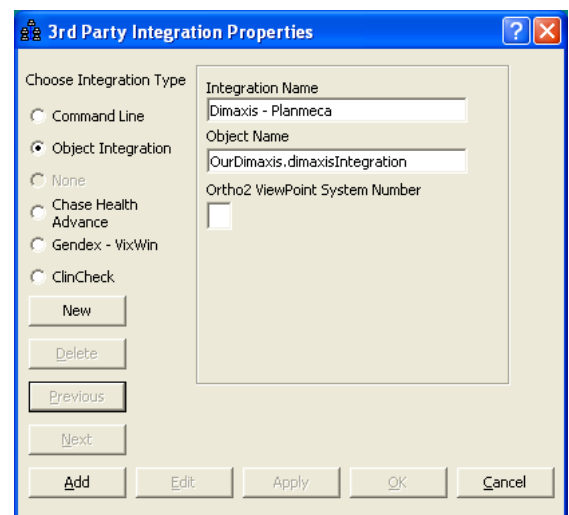 3rd Party Integration Properties
Choose Integration Type
Command Line
Object Integration
None
Chase Health
Advance
Gendex - VixWin
ClinCheck
New
Delete
Previous
Next
Integration Name
Dimaxis - Planmeca
Object Name
OurDimaxis.dimaxisIntegration
Ortho2 ViewPoint System Number
Add
Edit
Apply
OK
Cancel